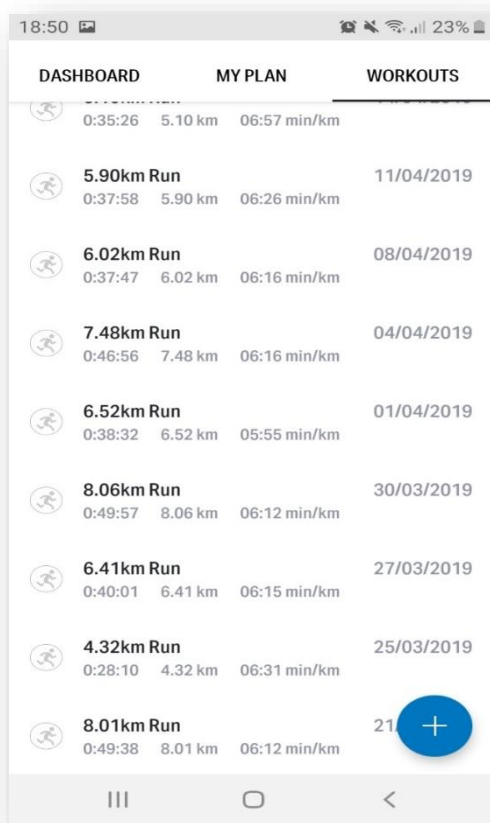 18:50 23%
DASHBOARD MY PLAN WORKOUTS
0:35:26 5.10 km 06:57 min/km
5.90km Run 11/04/2019
0:37:58 5.90 km 06:26 min/km
6.02km Run 08/04/2019
0:37:47 6.02 km 06:16 min/km
7.48km Run 04/04/2019
0:46:56 7.48 km 06:16 min/km
6.52km Run 01/04/2019
0:38:32 6.52 km 05:55 min/km
8.06km Run 30/03/2019
0:49:57 8.06 km 06:12 min/km
6.41km Run 27/03/2019
0:40:01 6.41 km 06:15 min/km
4.32km Run 25/03/2019
0:28:10 4.32 km 06:31 min/km
8.01km Run 21
0:49:38 8.01 km 06:12 min/km